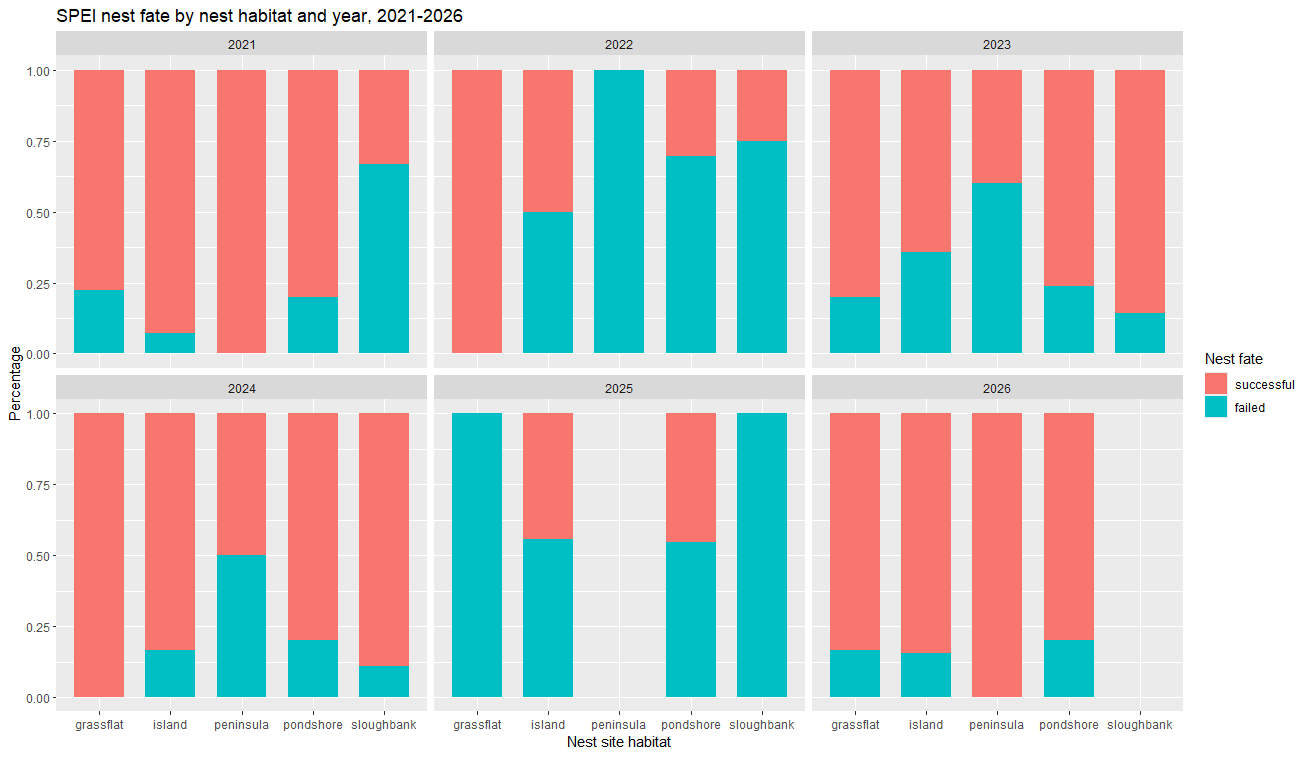 SPEI nest fate by nest habitat and year, 2021-2026
2021
2022
2023
1.00
0.75
0.50
0.25
0.00
Percentage
2024
2025
2026
1.00
0.75
0.50
0.25
0.00
grassflat island peninsula pondshore sloughbank
grassflat island peninsula pondshore sloughbank
grassflat island peninsula pondshore sloughbank
Nest site habitat
Nest fate
successful
failed